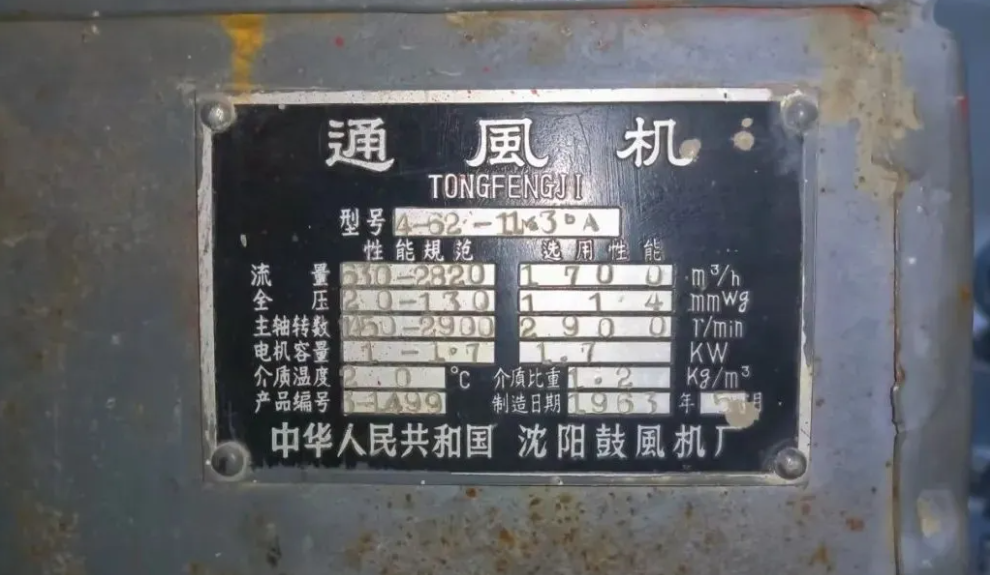 通風机
TONGFENGJI
型号 4-62-11№3ºA
性能規范 选用性能
流量 630-2820 1700 m³/h
全压 20-130 114 mmwg
主轴转数 1450-2900 2900 r/min
电机容量 1-1.7 1.7 KW
介质温度 20 °C 介质比重 1.2 Kg/m³
产品编号 3-1499 制造日期 1963 年 5 月
中华人民共和国 沈阳鼓風机厂